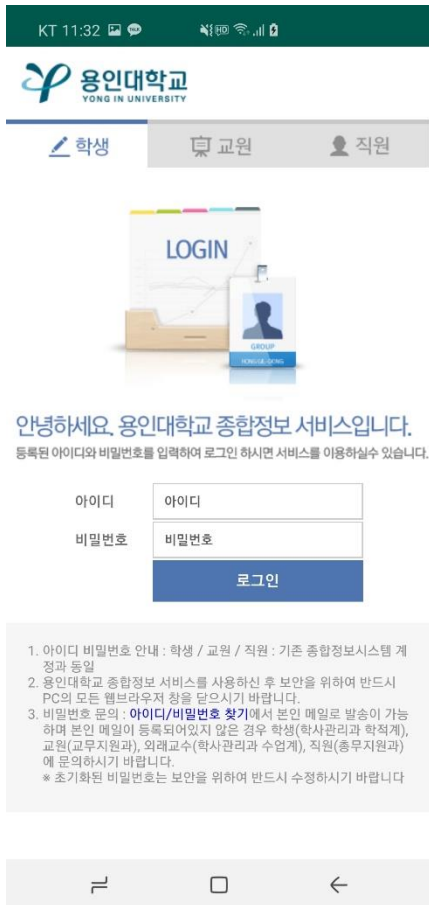 KT 11:32
용인대학교
YONG IN UNIVERSITY
학생
교원
직원
LOGIN
GROUP
HONG GIL-DONG
안녕하세요. 용인대학교 종합정보 서비스입니다.
등록된 아이디와 비밀번호를 입력하여 로그인 하시면 서비스를 이용하실수 있습니다.
아이디 아이디
비밀번호 비밀번호
로그인
1. 아이디 비밀번호 안내 : 학생 / 교원 / 직원 : 기존 종합정보시스템 계
정과 동일
2. 용인대학교 종합정보 서비스를 사용하신 후 보안을 위하여 반드시
PC의 모든 웹브라우저 창을 닫으시기 바랍니다.
3. 비밀번호 문의 : 아이디/비밀번호 찾기에서 본인 메일로 발송이 가능
하며 본인 메일이 등록되어있지 않은 경우 학생(학사관리과 학적계),
교원(교무지원과), 외래교수(학사관리과 수업계), 직원(총무지원과)
에 문의하시기 바랍니다.
※ 초기화된 비밀번호는 보안을 위하여 반드시 수정하시기 바랍니다